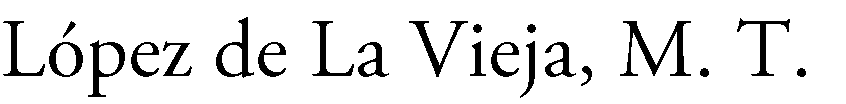 López de La Vieja, M. T.